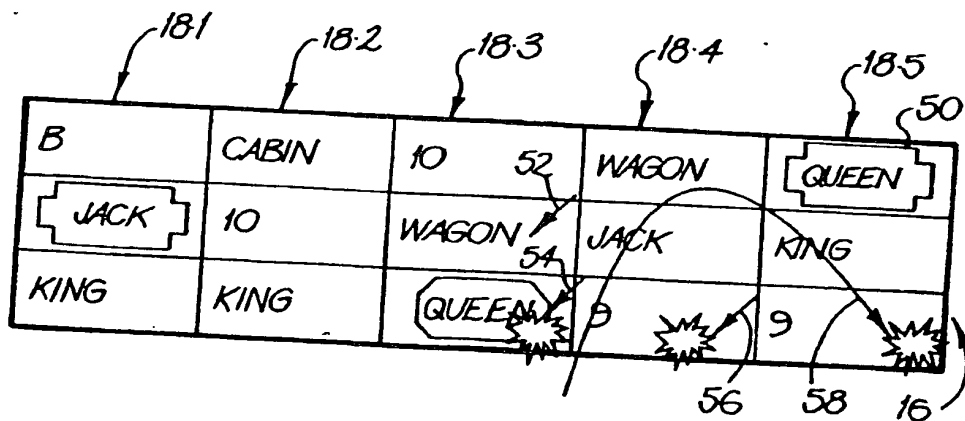 18·1 18·2 18·3 18·4 18·5
50
B CABIN 10 WAGON QUEEN
52
JACK 10 WAGON JACK KING
54
KING KING QUEEN 9 9
56 58 16